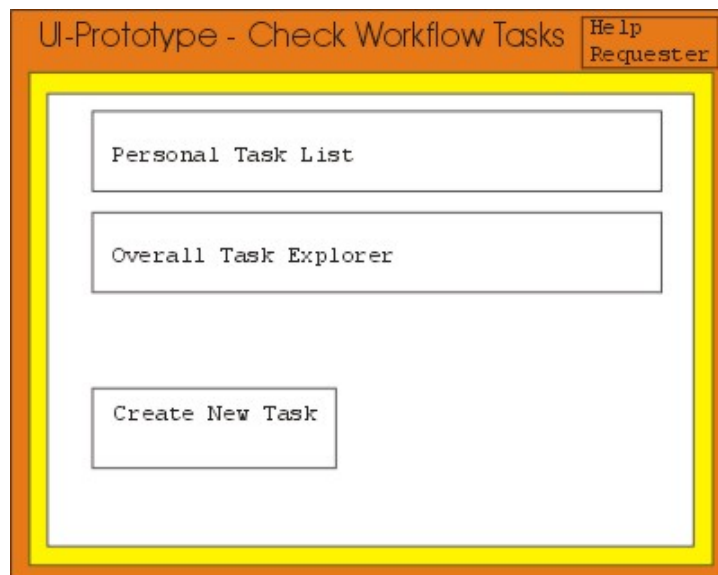 UI-Prototype - Check Workflow Tasks
Help
Requester
Personal Task List
Overall Task Explorer
Create New Task